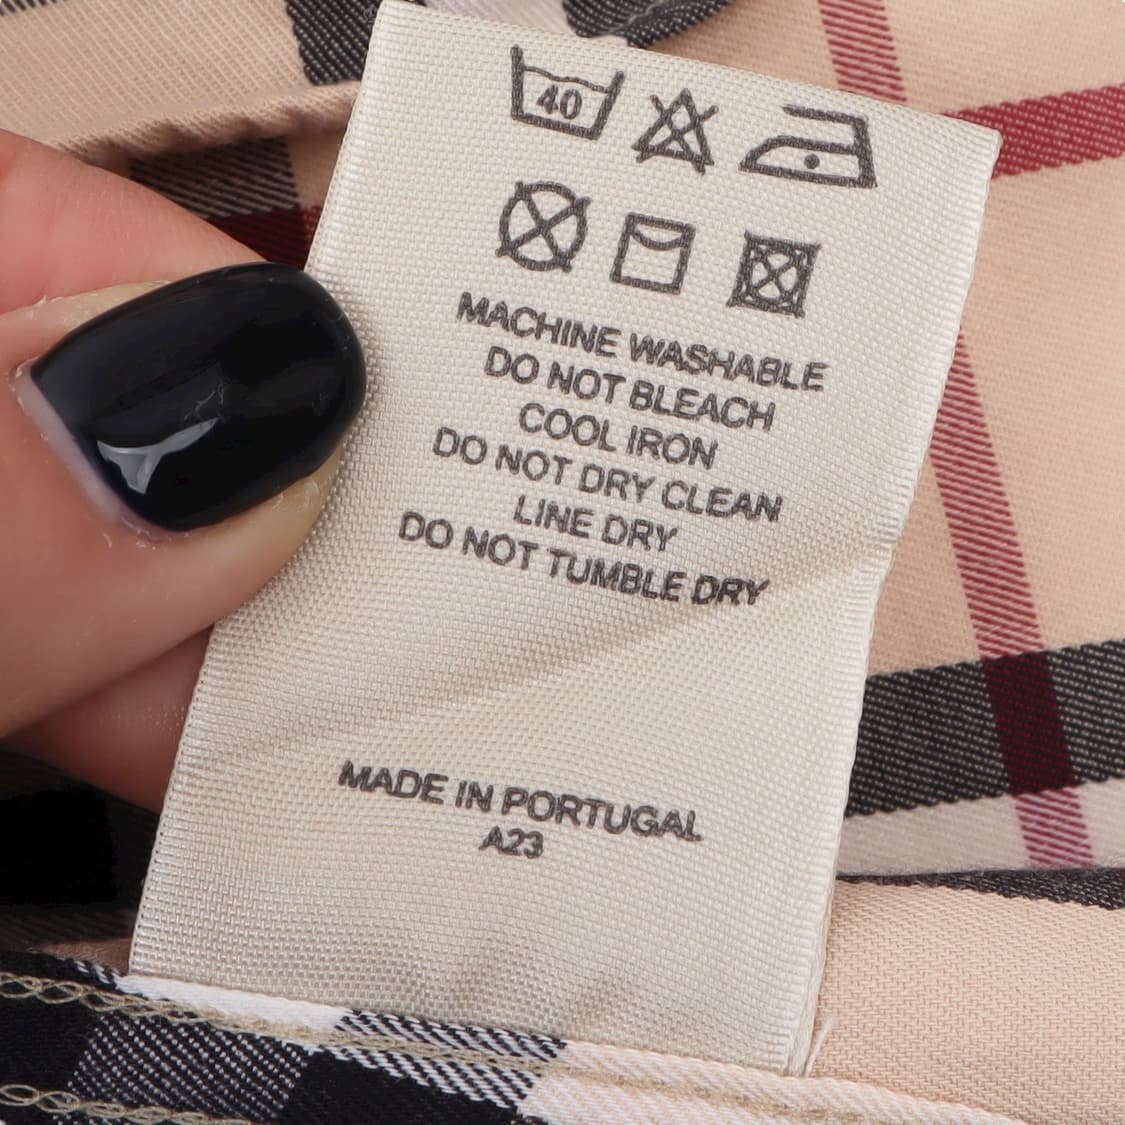 40
MACHINE WASHABLE
DO NOT BLEACH
COOL IRON
DO NOT DRY CLEAN
LINE DRY
DO NOT TUMBLE DRY
MADE IN PORTUGAL
A23